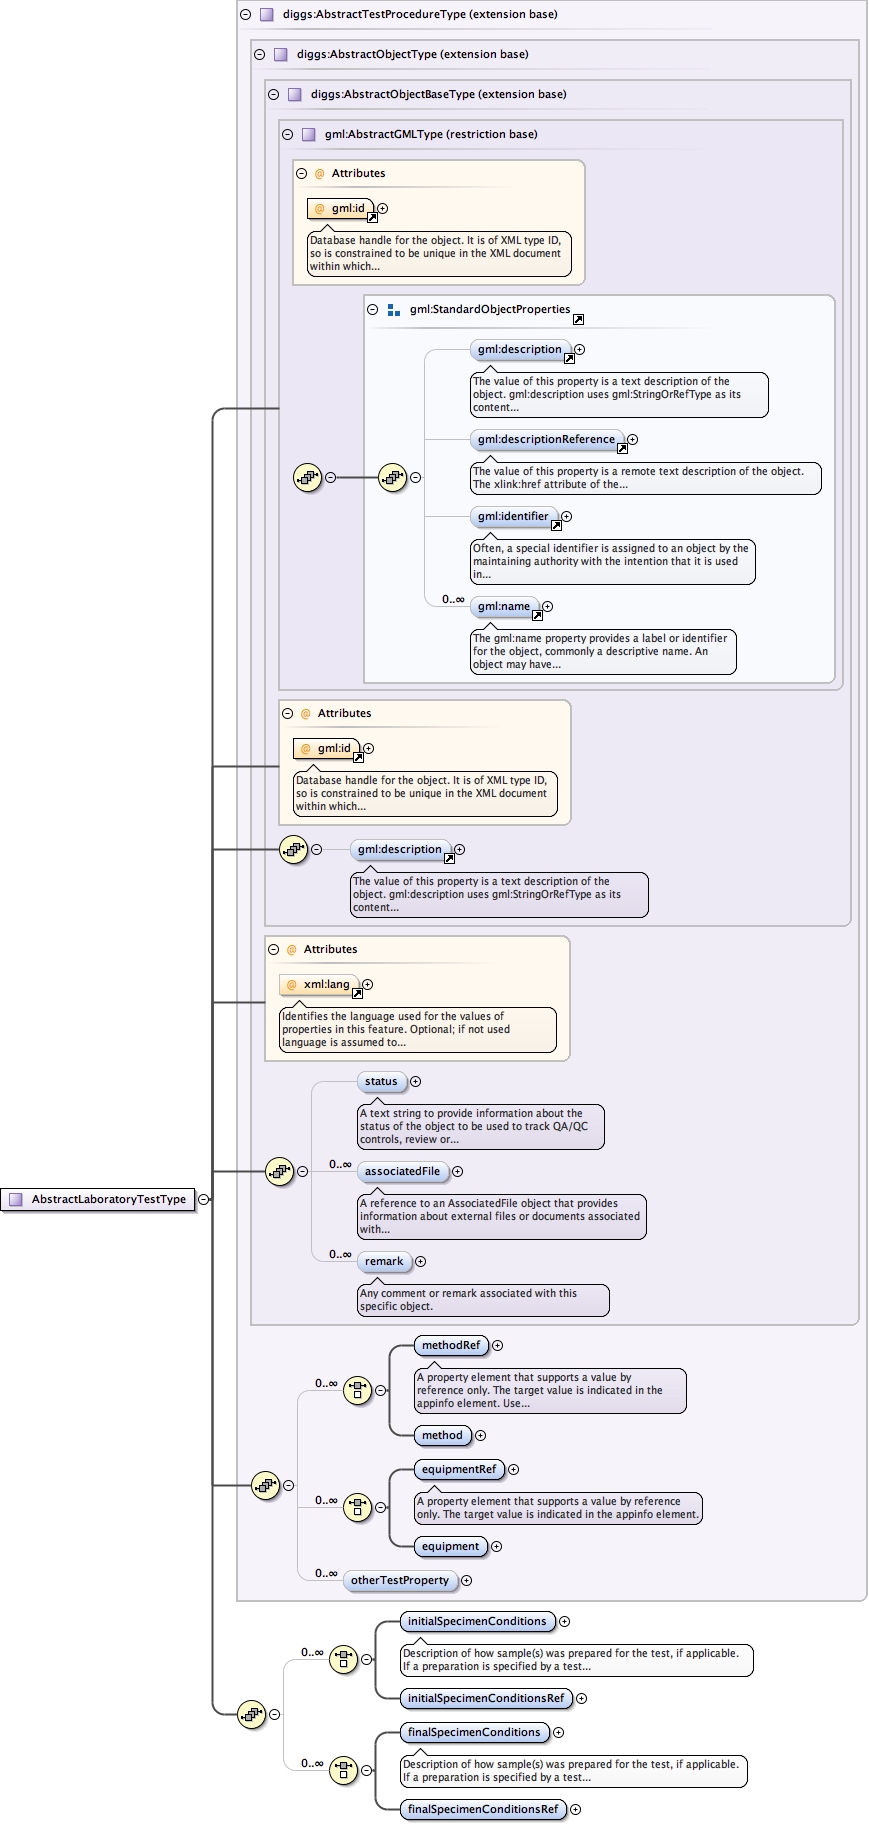 diggs:AbstractTestProcedureType (extension base)
diggs:AbstractObjectType (extension base)
diggs:AbstractObjectBaseType (extension base)
gml:AbstractGMLType (restriction base)
@ Attributes
@ gml:id
Database handle for the object. It is of XML type ID,
so is constrained to be unique in the XML document
within which...
gml:StandardObjectProperties
gml:description
The value of this property is a text description of the
object. gml:description uses gml:StringOrRefType as its
content...
gml:descriptionReference
The value of this property is a remote text description of the object.
The xlink:href attribute of the...
gml:identifier
Often, a special identifier is assigned to an object by the
maintaining authority with the intention that it is used
in...
0..∞ gml:name
The gml:name property provides a label or identifier
for the object, commonly a descriptive name. An
object may have...
@ Attributes
@ gml:id
Database handle for the object. It is of XML type ID,
so is constrained to be unique in the XML document
within which...
gml:description
The value of this property is a text description of the
object. gml:description uses gml:StringOrRefType as its
content...
@ Attributes
@ xml:lang
Identifies the language used for the values of
properties in this feature. Optional; if not used
language is assumed to...
status
A text string to provide information about the
status of the object to be used to track QA/QC
controls, review or...
0..∞ associatedFile
AbstractLaboratoryTestType
A reference to an AssociatedFile object that provides
information about external files or documents associated
with...
0..∞ remark
Any comment or remark associated with this
specific object.
methodRef
0..∞
A property element that supports a value by
reference only. The target value is indicated in the
appinfo element. Use...
method
equipmentRef
0..∞
A property element that supports a value by reference
only. The target value is indicated in the appinfo element.
equipment
0..∞ otherTestProperty
initialSpecimenConditions
0..∞
Description of how sample(s) was prepared for the test, if applicable.
If a preparation is specified by a test...
initialSpecimenConditionsRef
finalSpecimenConditions
0..∞
Description of how sample(s) was prepared for the test, if applicable.
If a preparation is specified by a test...
finalSpecimenConditionsRef